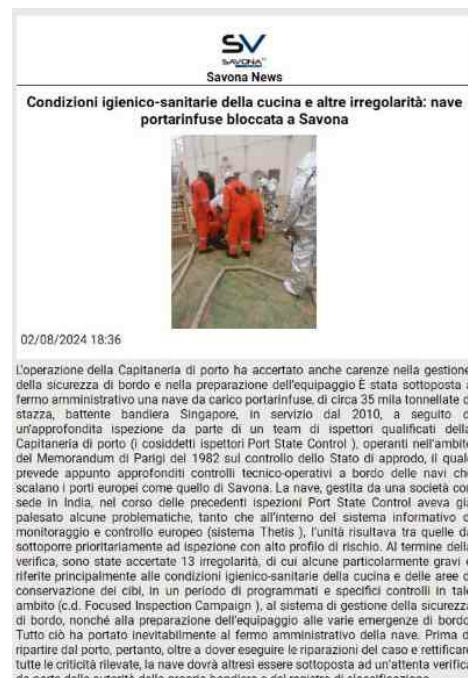 SV
SAVONA
Savona News
Condizioni igienico-sanitarie della cucina e altre irregolarità: nave
portarinfuse bloccata a Savona
02/08/2024 18:36
L'operazione della Capitaneria di porto ha accertato anche carenze nella gestione
della sicurezza di bordo e nella preparazione dell'equipaggio È stata sottoposta a
fermo amministrativo una nave da carico portarinfuse, di circa 35 mila tonnellate di
stazza, battente bandiera Singapore, in servizio dal 2010, a seguito di
un'approfondita ispezione da parte di un team di ispettori qualificati della
Capitaneria di porto (i cosiddetti ispettori Port State Control ), operanti nell'ambito
del Memorandum di Parigi del 1982 sul controllo dello Stato di approdo, il quale
prevede appunto approfonditi controlli tecnico-operativi a bordo delle navi che
scalano i porti europei come quello di Savona. La nave, gestita da una società con
sede in India, nel corso delle precedenti ispezioni Port State Control aveva già
palesato alcune problematiche, tanto che all'interno del sistema informativo di
monitoraggio e controllo europeo (sistema Thetis ), l'unità risultava tra quelle da
sottoporre prioritariamente ad ispezione con alto profilo di rischio. Al termine della
verifica, sono state accertate 13 irregolarità, di cui alcune particolarmente gravi e
riferite principalmente alle condizioni igienico-sanitarie della cucina e delle aree di
conservazione dei cibi, in un periodo di programmati e specifici controlli in tale
ambito (c.d. Focused Inspection Campaign ), al sistema di gestione della sicurezza
di bordo, nonché alla preparazione dell'equipaggio alle varie emergenze di bordo.
Tutto ciò ha portato inevitabilmente al fermo amministrativo della nave. Prima di
ripartire dal porto, pertanto, oltre a dover eseguire le riparazioni del caso e rettificare
tutte le criticità rilevate, la nave dovrà altresì essere sottoposta ad un'attenta verifica
da parte delle autorità della propria bandiera e del registro di classificazione.